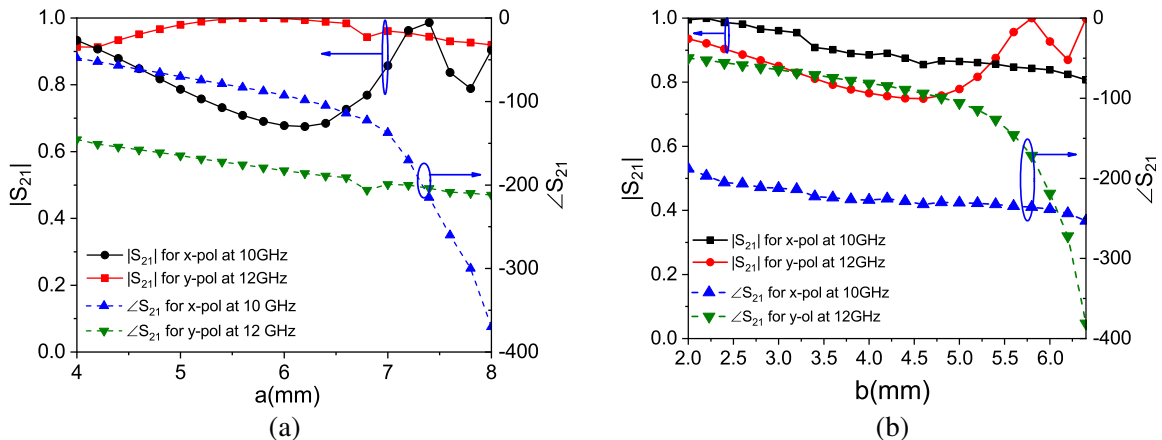 1.0
0.8
0.6
0.4
0.2
0.0
|S21|
0
-100
-200
-300
-400
∠S21
|S21| for x-pol at 10GHz
|S21| for y-pol at 12GHz
∠S21 for x-pol at 10 GHz
∠S21 for y-pol at 12 GHz
4 5 6 7 8
a(mm)
(a)
1.0
0.8
0.6
0.4
0.2
0.0
|S21|
0
-100
-200
-300
-400
∠S21
|S21| for x-pol at 10GHz
|S21| for y-pol at 12GHz
∠S21 for x-pol at 10GHz
∠S21 for y-ol at 12GHz
2.0 2.5 3.0 3.5 4.0 4.5 5.0 5.5 6.0
b(mm)
(b)